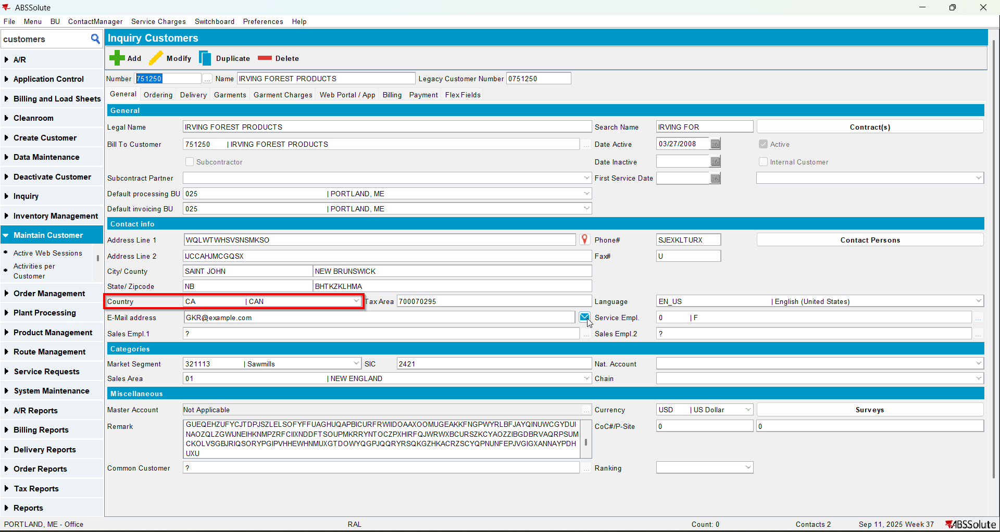 ABSSolute
File Menu BU ContactManager Service Charges Switchboard Preferences Help
customers
Inquiry Customers
Add Modify Duplicate Delete
Number 751250 ... Name IRVING FOREST PRODUCTS Legacy Customer Number 0751250
General Ordering Delivery Garments Garment Charges Web Portal / App Billing Payment Flex Fields
A/R
Application Control
Billing and Load Sheets
Cleanroom
Create Customer
Data Maintenance
Deactivate Customer
Inquiry
Inventory Management
Maintain Customer
Active Web Sessions
Activities per
Customer
Order Management
Plant Processing
Product Management
Route Management
Service Requests
System Maintenance
A/R Reports
Billing Reports
Delivery Reports
Order Reports
Tax Reports
Reports
General
Legal Name IRVING FOREST PRODUCTS Search Name IRVING FOR Contract(s)
Bill To Customer 751250 | IRVING FOREST PRODUCTS ... Date Active 03/27/2008 16 Active
Subcontractor Date Inactive 16 Internal Customer
Subcontract Partner First Service Date 16
Default processing BU 025 | PORTLAND, ME
Default invoicing BU 025 | PORTLAND, ME
Contact info
Address Line 1 WQLWTWHSVSNSMKSO Phone# SJEXKLTURX Contact Persons
Address Line 2 IJCCAHJMCGQSX Fax# U
City/ County SAINT JOHN NEW BRUNSWICK
State/ Zipcode NB BHTKZKLHMA
Country CA | CAN Tax Area 700070295 Language EN_US | English (United States)
E-Mail address GKR@example.com Service Empl. 0 | F ...
Sales Empl.1 ? ... Sales Empl.2 ? ...
Categories
Market Segment 321113 | Sawmills SIC 2421 Nat. Account
Sales Area 01 | NEW ENGLAND Chain
Miscellaneous
Master Account Not Applicable ... Currency USD | US Dollar Surveys
Remark CoC#/P-Site 0 0
GUEQEHZUFYCJTDPJSZLELSOFYFFUAGHUQAPBICURFRWIIDOAAXOOMUGEAKKFNGPWYRLBFJAYQINUWCGYDUI
NAOZQLZGWIJNEIHKNMPZRFCIIXNDDFTSOUPMKRRYNTOCZPXHIRFQJWRWXBCURSZKCYAOZZIBGDBRVAQRPSUM
CKOLVSGBJRIQSORYPGIPVHHEWHNMUXGTDOWYQGPJQQRYRSQKGZHKACRZSCYQPNUNFEPJVGIGXANNAYPDH
UXU
Common Customer ? ... Ranking
PORTLAND, ME - Office RAL Count: 0 Contacts 2 Sep 11, 2025 Week 37 ABSSolute